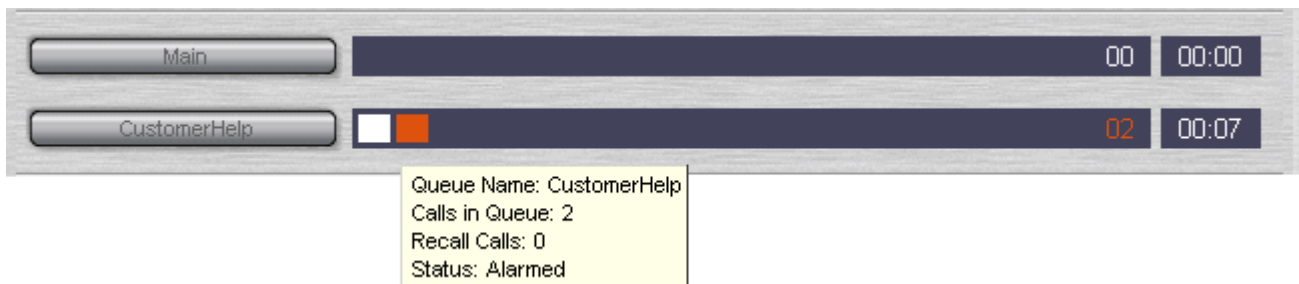 Main 00 00:00
CustomerHelp 02 00:07
Queue Name: CustomerHelp
Calls in Queue: 2
Recall Calls: 0
Status: Alarmed